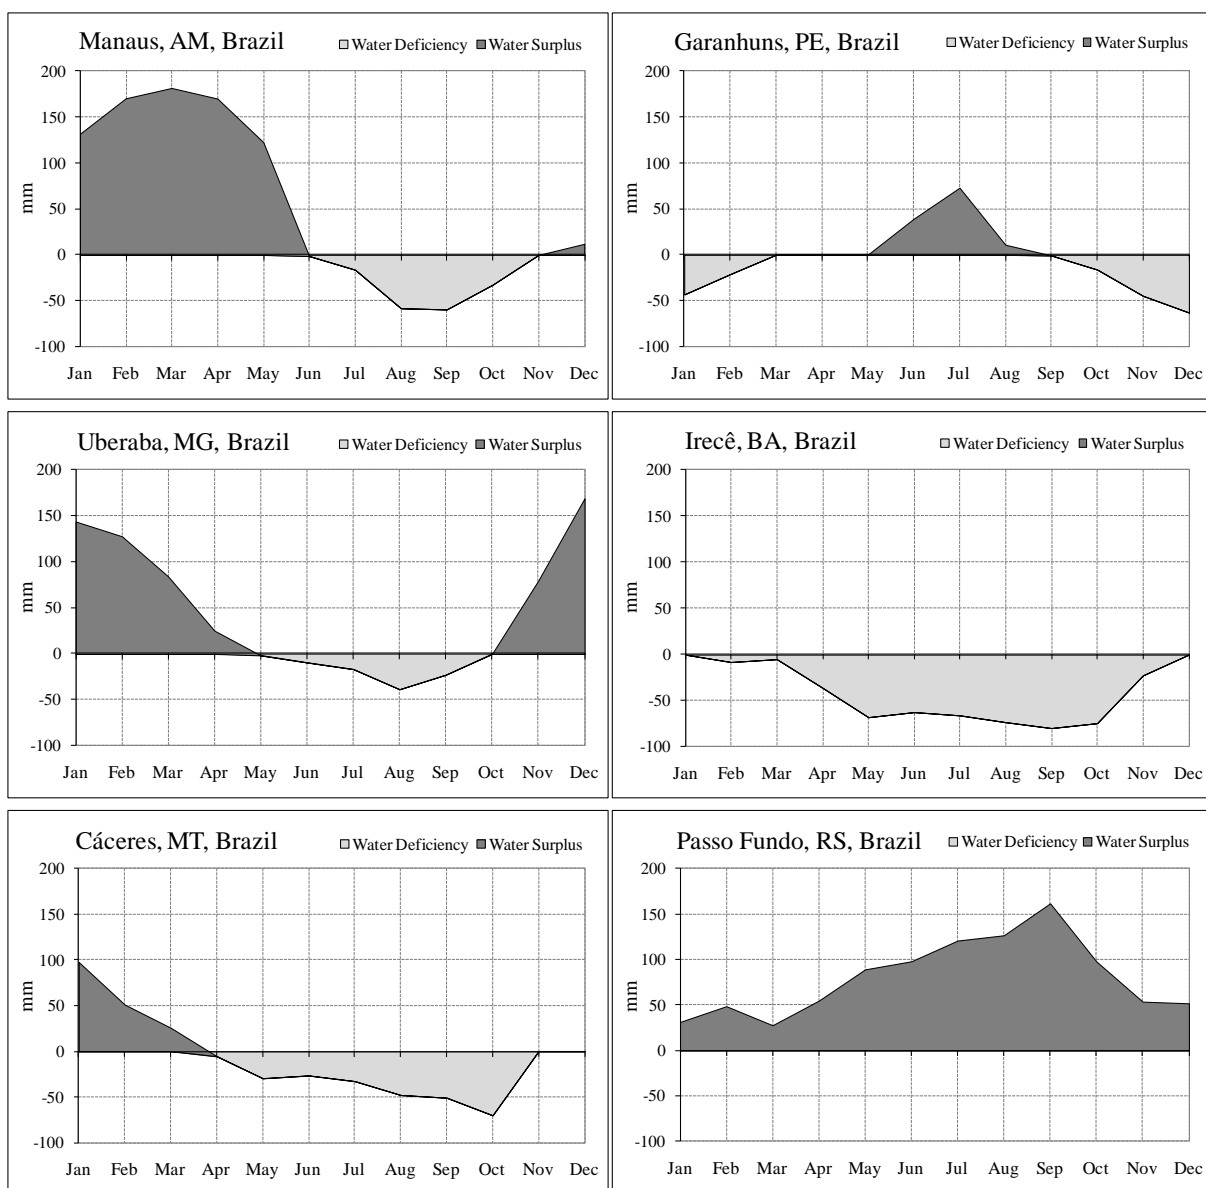 Manaus, AM, Brazil
Water Deficiency Water Surplus
200
150
100
50
0
-50
-100
mm
Jan Feb Mar Apr May Jun Jul Aug Sep Oct Nov Dec
Garanhuns, PE, Brazil
Water Deficiency Water Surplus
200
150
100
50
0
-50
-100
mm
Jan Feb Mar Apr May Jun Jul Aug Sep Oct Nov Dec
Uberaba, MG, Brazil
Water Deficiency Water Surplus
200
150
100
50
0
-50
-100
mm
Jan Feb Mar Apr May Jun Jul Aug Sep Oct Nov Dec
Irecê, BA, Brazil
Water Deficiency Water Surplus
200
150
100
50
0
-50
-100
mm
Jan Feb Mar Apr May Jun Jul Aug Sep Oct Nov Dec
Cáceres, MT, Brazil
Water Deficiency Water Surplus
200
150
100
50
0
-50
-100
mm
Jan Feb Mar Apr May Jun Jul Aug Sep Oct Nov Dec
Passo Fundo, RS, Brazil
Water Deficiency Water Surplus
200
150
100
50
0
-50
-100
mm
Jan Feb Mar Apr May Jun Jul Aug Sep Oct Nov Dec